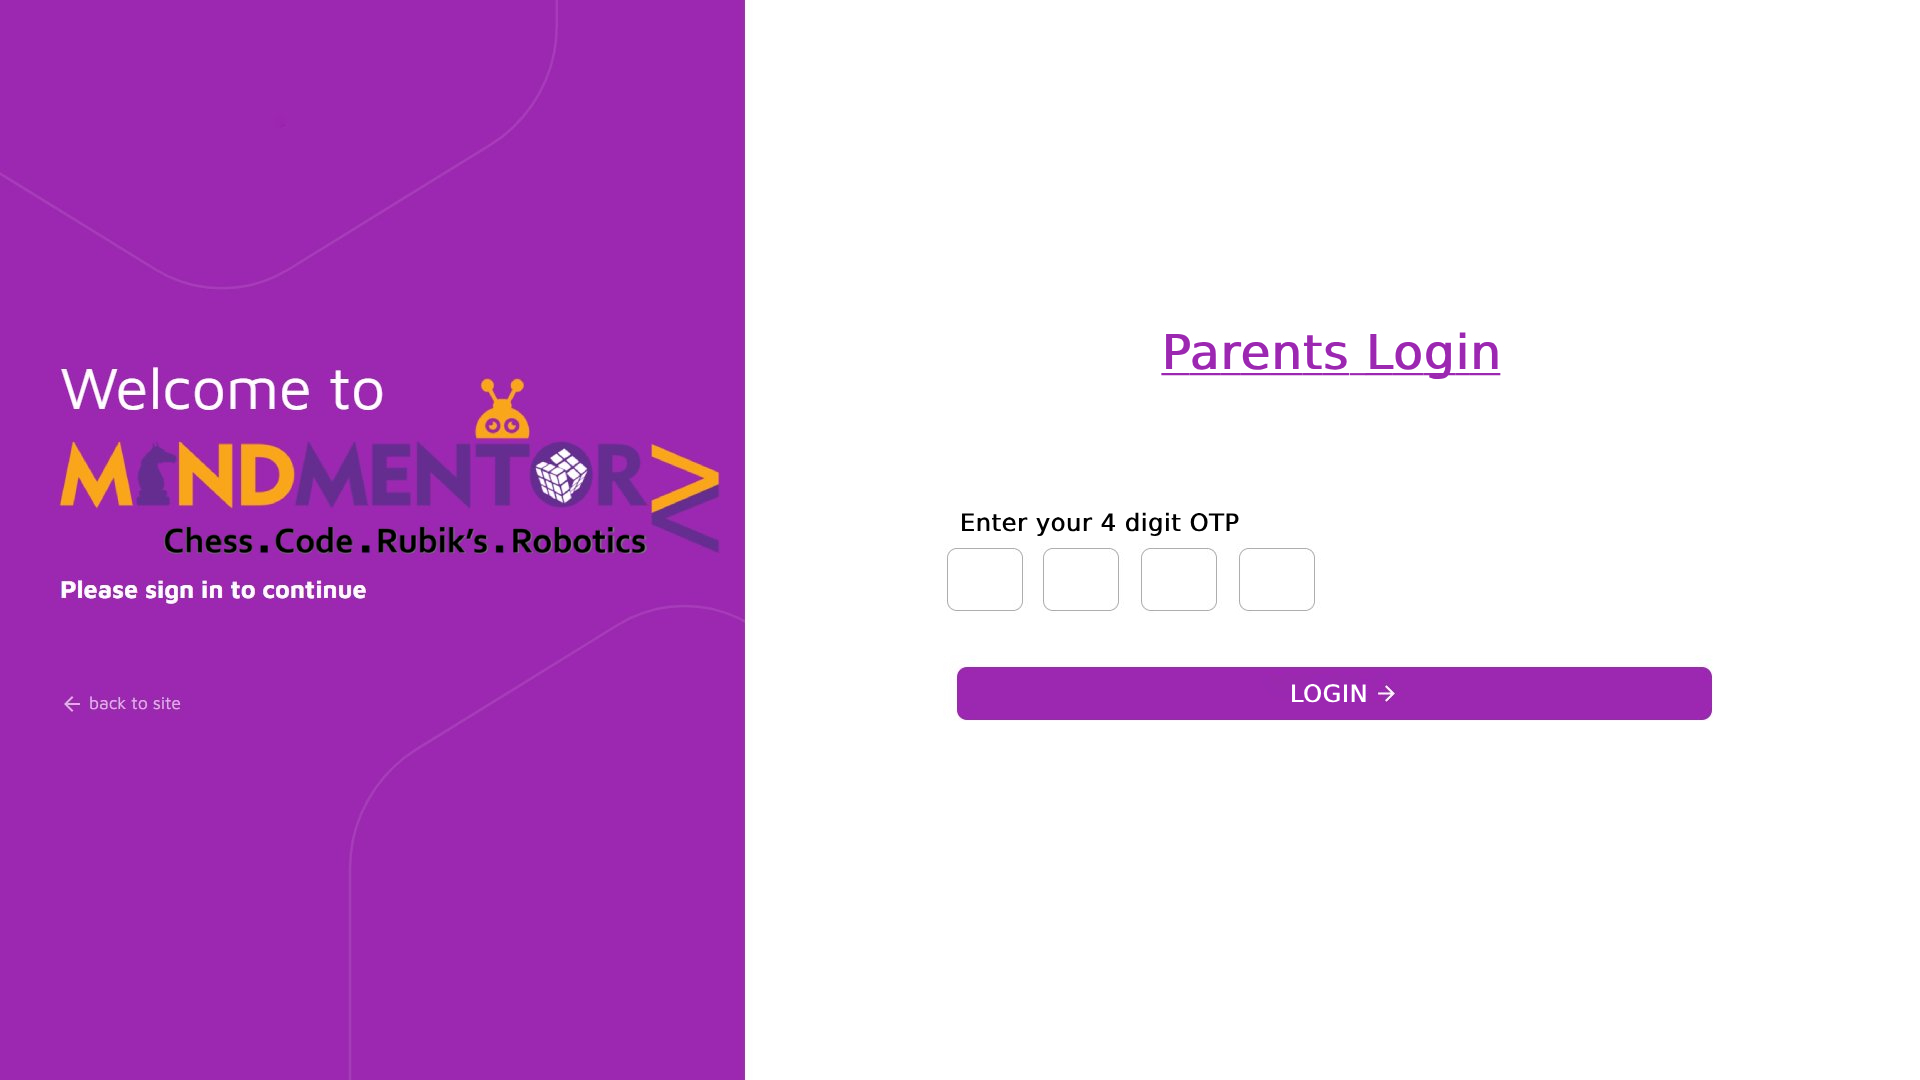 Welcome to
MINDMENTORZ
Chess.Code.Rubik's.Robotics
Please sign in to continue
back to site
Parents Login
Enter your 4 digit OTP
LOGIN